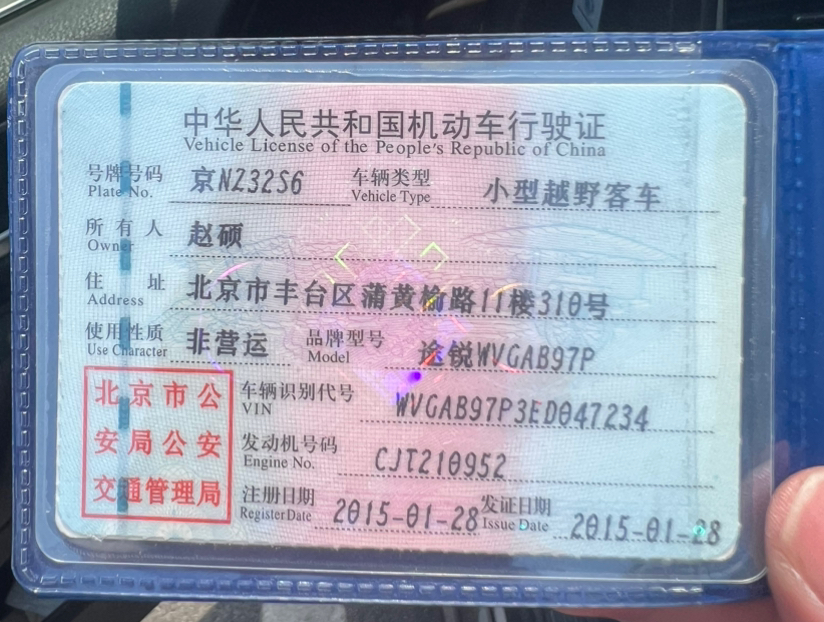 中华人民共和国机动车行驶证
Vehicle License of the People's Republic of China
号牌号码 京NZ32S6 车辆类型 小型越野客车
Plate No. Vehicle Type
所有人 赵硕
Owner
住址 北京市丰台区蒲黄榆路11楼310号
Address
使用性质 非营运 品牌型号 途锐WVGAB97P
Use Character Model
北京市公安局公安交通管理局
车辆识别代号 WVGAB97P3ED047234
VIN
发动机号码 CJT210952
Engine No.
注册日期 2015-01-28 发证日期 2015-01-28
Register Date Issue Date